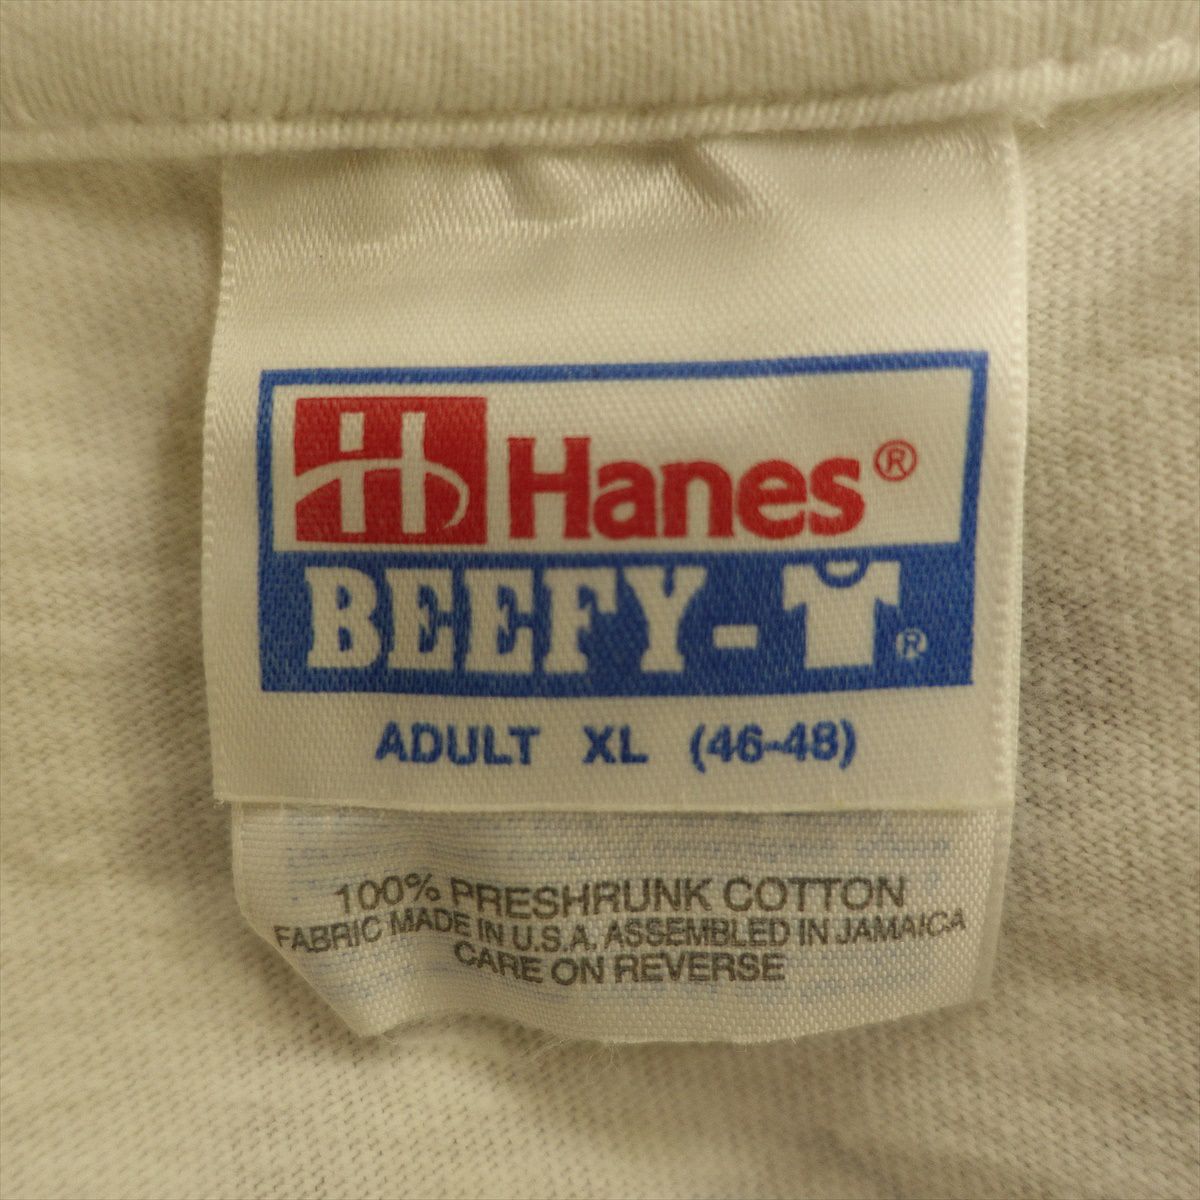 H Hanes®
BEEFY-T®
ADULT XL (46-48)
100% PRESHRUNK COTTON
FABRIC MADE IN U.S.A. ASSEMBLED IN JAMAICA
CARE ON REVERSE